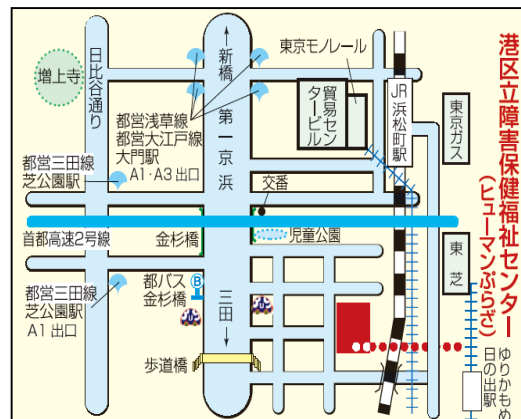 港区立障害保健福祉センター
(ヒューマンぷらざ)
増上寺
日比谷通り
新橋
第一京浜
三田
東京モノレール
貿易セン
タービル
JR浜松町駅
東京ガス
東芝
都営浅草線
都営大江戸線
大門駅
A1・A3 出口
都営三田線
芝公園駅
交番
首都高速2号線
金杉橋
児童公園
都営三田線
芝公園駅
A1 出口
都バス
金杉橋
B
歩道橋
ゆりかもめ
日の出駅